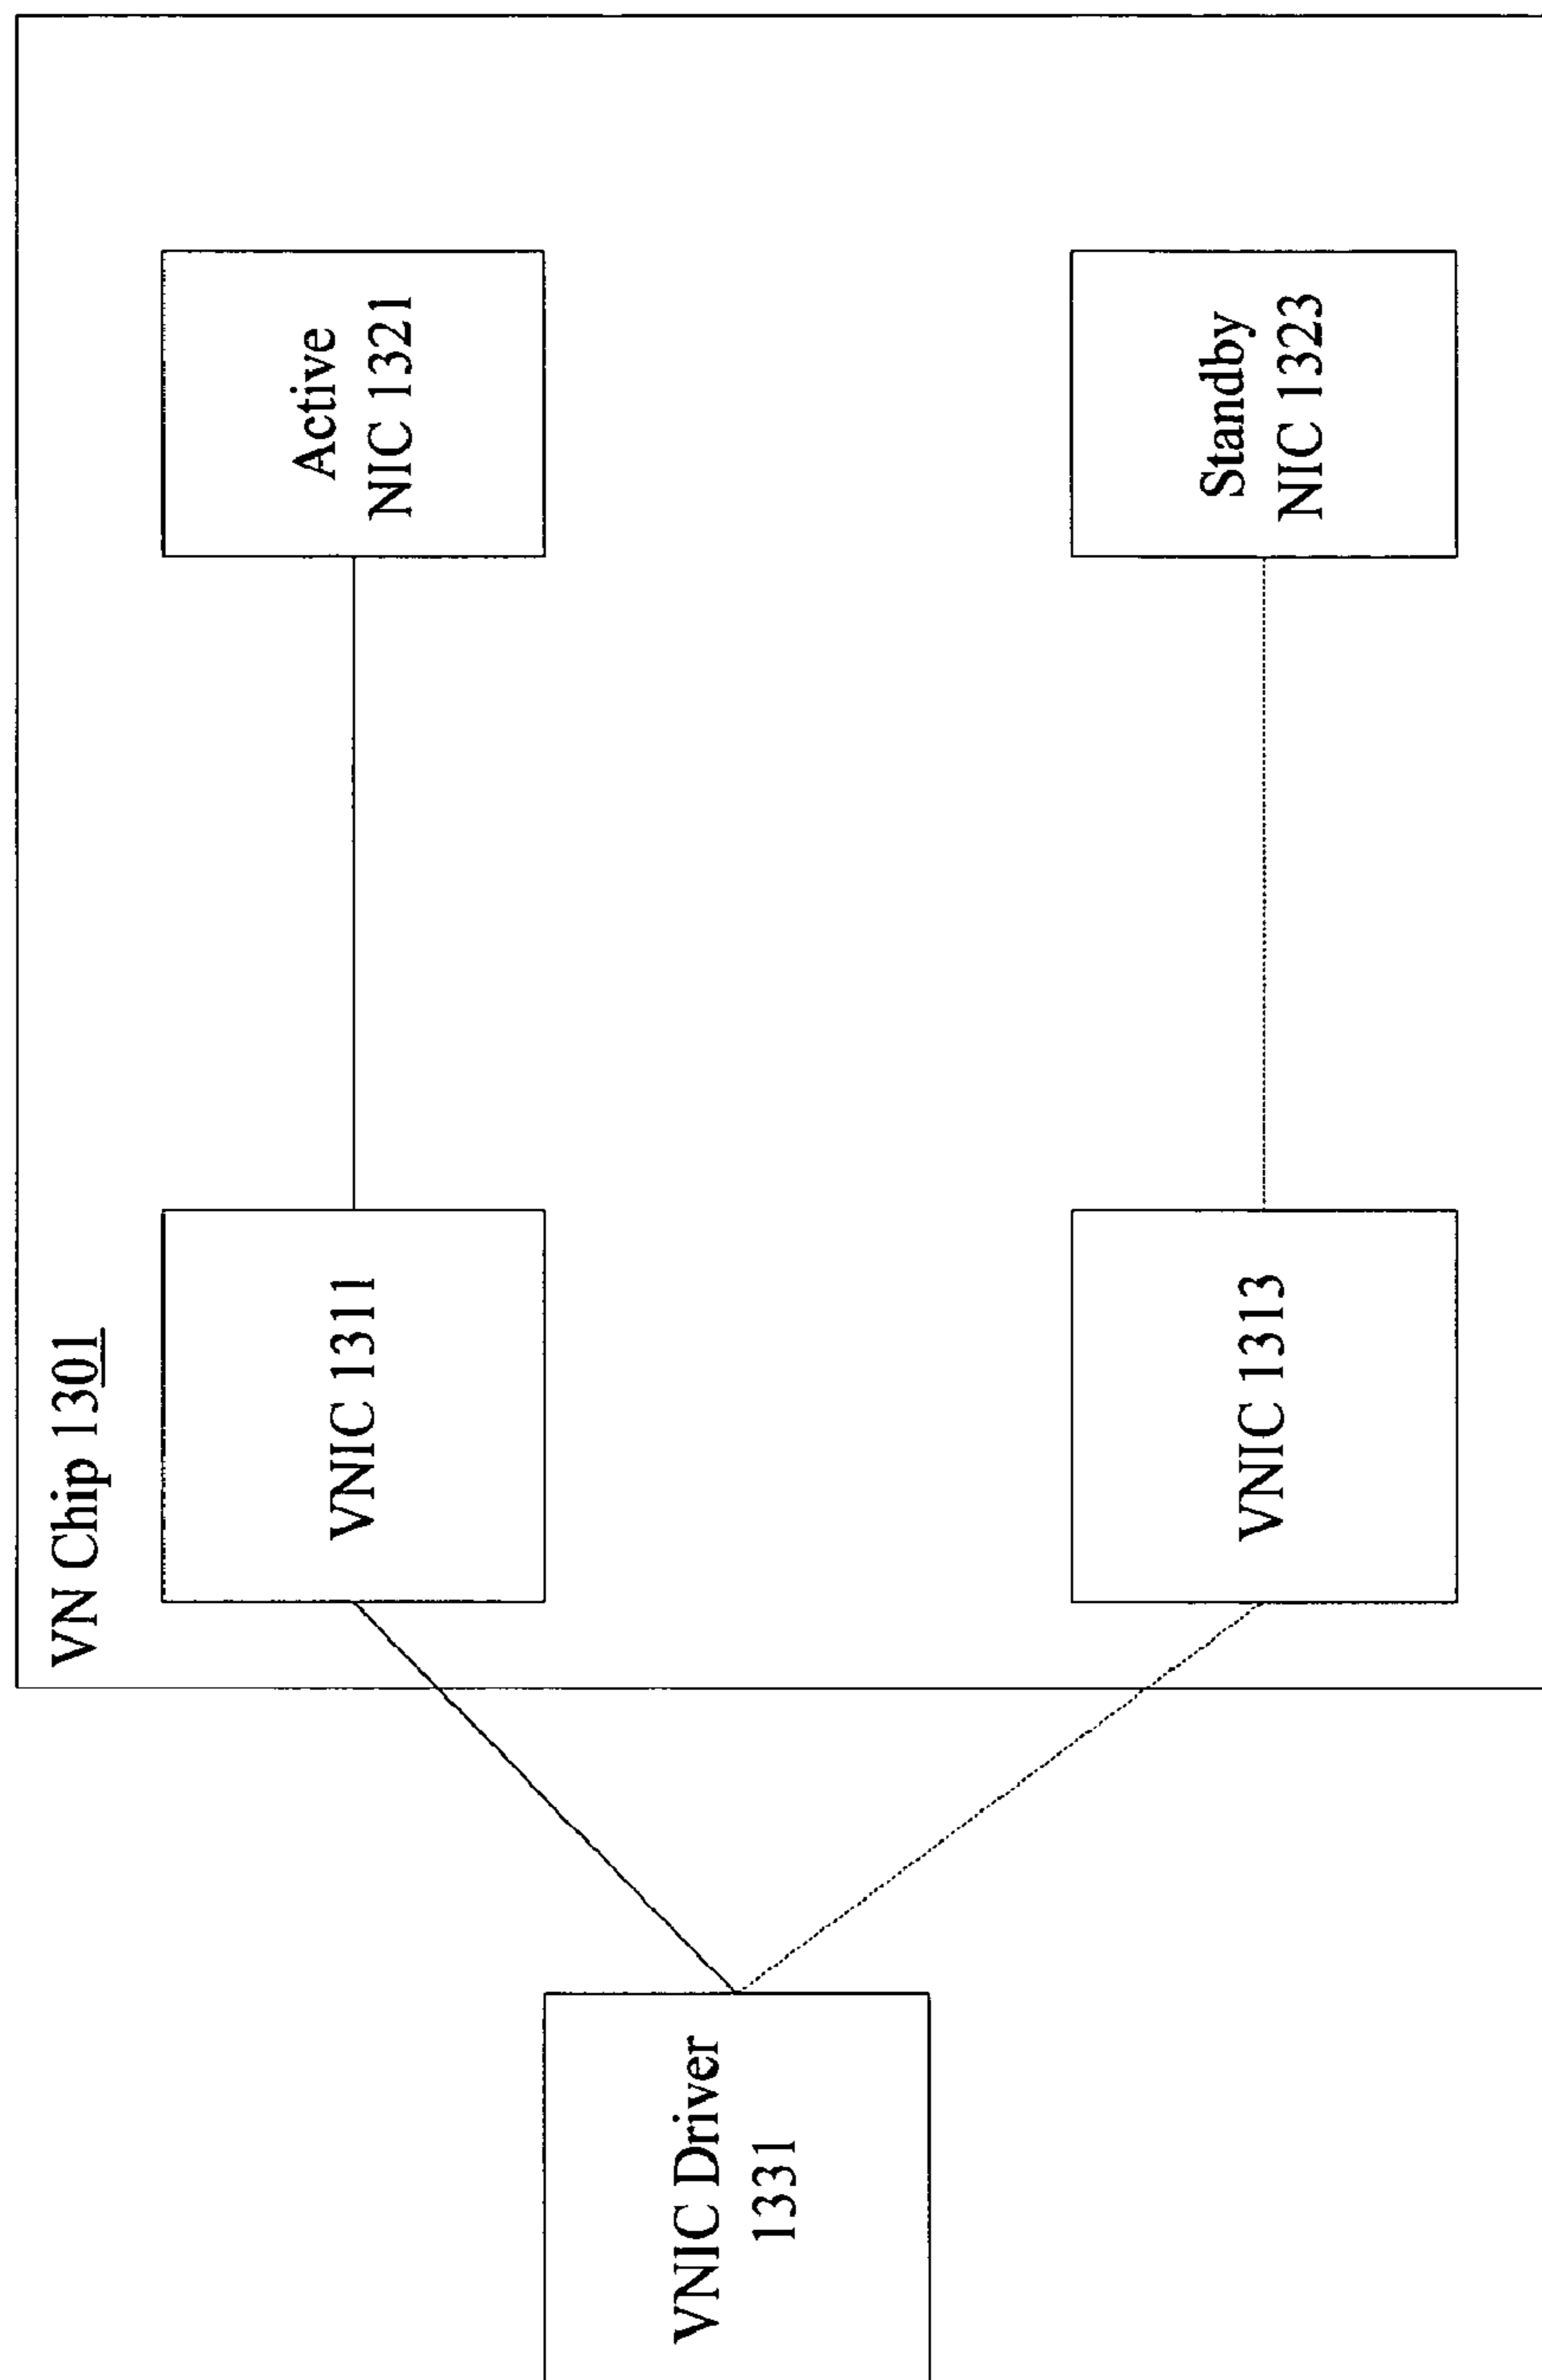 VN Chip 1301
VNIC Driver
1331
VNIC 1311
Active
NIC 1321
VNIC 1313
Standby
NIC 1323